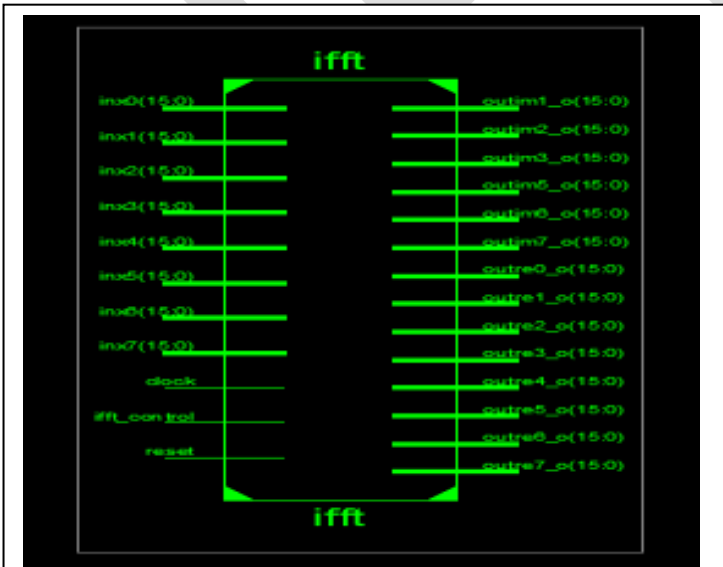 ifft
inx0(15:0)
inx1(15:0)
inx2(15:0)
inx3(15:0)
inx4(15:0)
inx5(15:0)
inx6(15:0)
inx7(15:0)
clock
ifft_control
reset
outim1_o(15:0)
outim2_o(15:0)
outim3_o(15:0)
outim5_o(15:0)
outim6_o(15:0)
outim7_o(15:0)
outre0_o(15:0)
outre1_o(15:0)
outre2_o(15:0)
outre3_o(15:0)
outre4_o(15:0)
outre5_o(15:0)
outre6_o(15:0)
outre7_o(15:0)
ifft